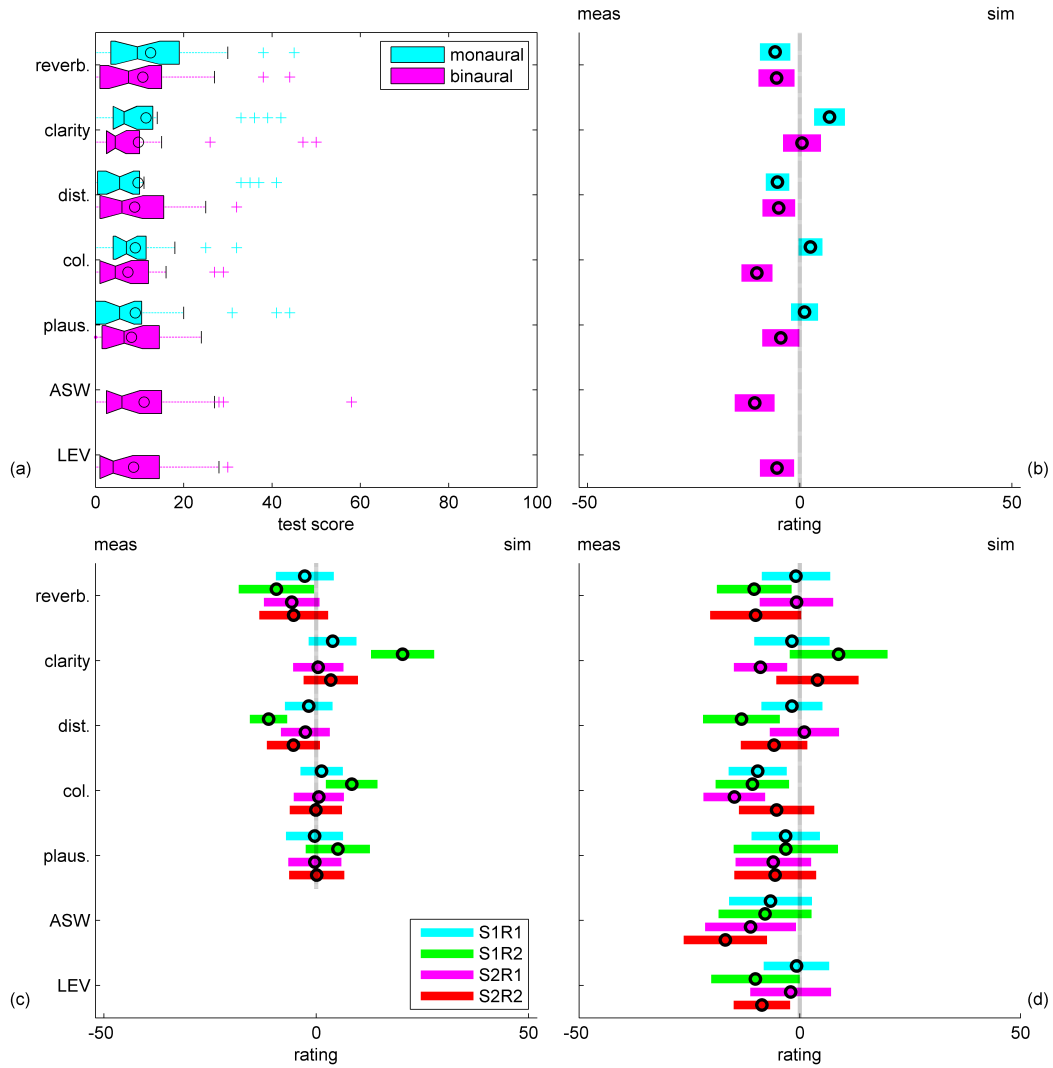 meas sim
monaural
binaural
reverb.
clarity
dist.
col.
plaus.
ASW
LEV
(a)
0 20 40 60 80 100
test score
(b)
-50 0 50
rating
meas sim
meas sim
reverb.
clarity
dist.
col.
plaus.
ASW
LEV
S1R1
S1R2
S2R1
S2R2
(c)
-50 0 50
rating
(d)
-50 0 50
rating